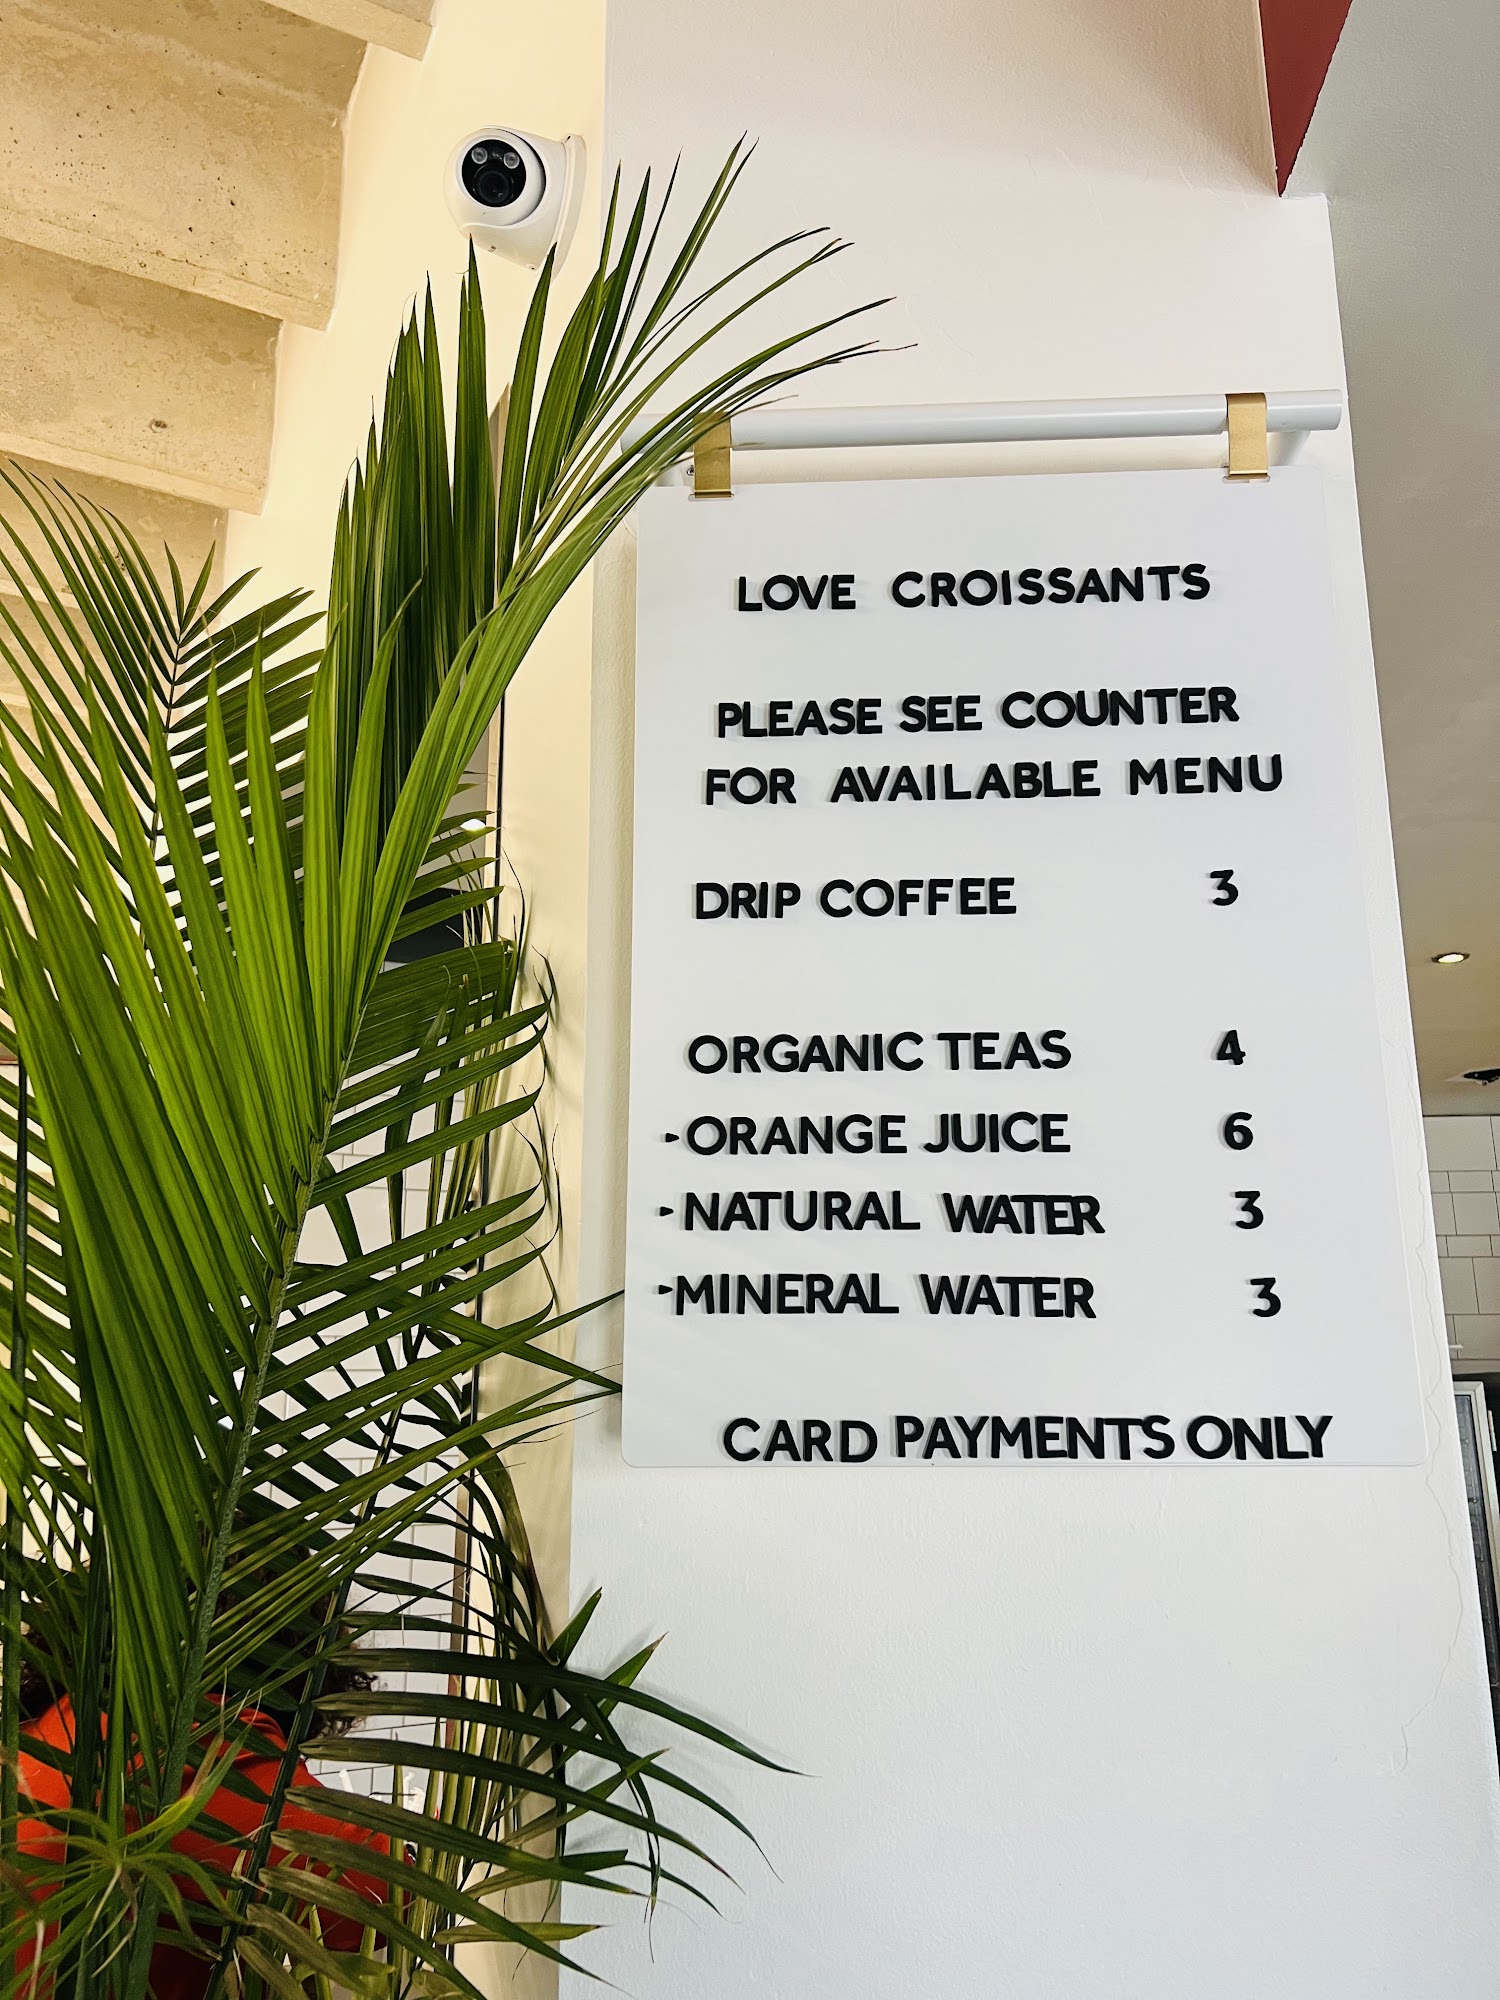 LOVE CROISSANTS
PLEASE SEE COUNTER
FOR AVAILABLE MENU
DRIP COFFEE 3
ORGANIC TEAS 4
-ORANGE JUICE 6
-NATURAL WATER 3
-MINERAL WATER 3
CARD PAYMENTS ONLY